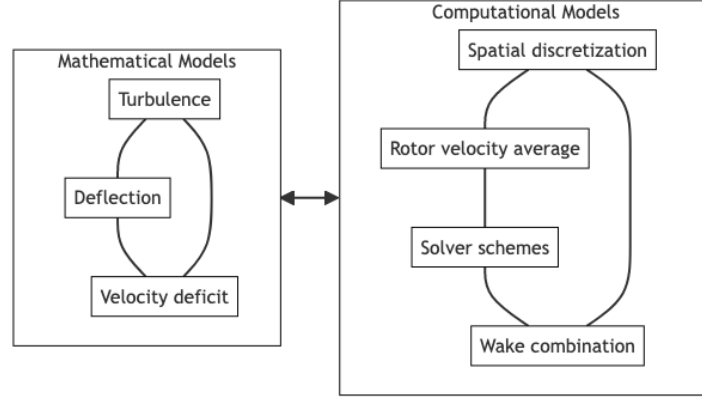 Mathematical Models
Turbulence
Deflection
Velocity deficit
Computational Models
Spatial discretization
Rotor velocity average
Solver schemes
Wake combination